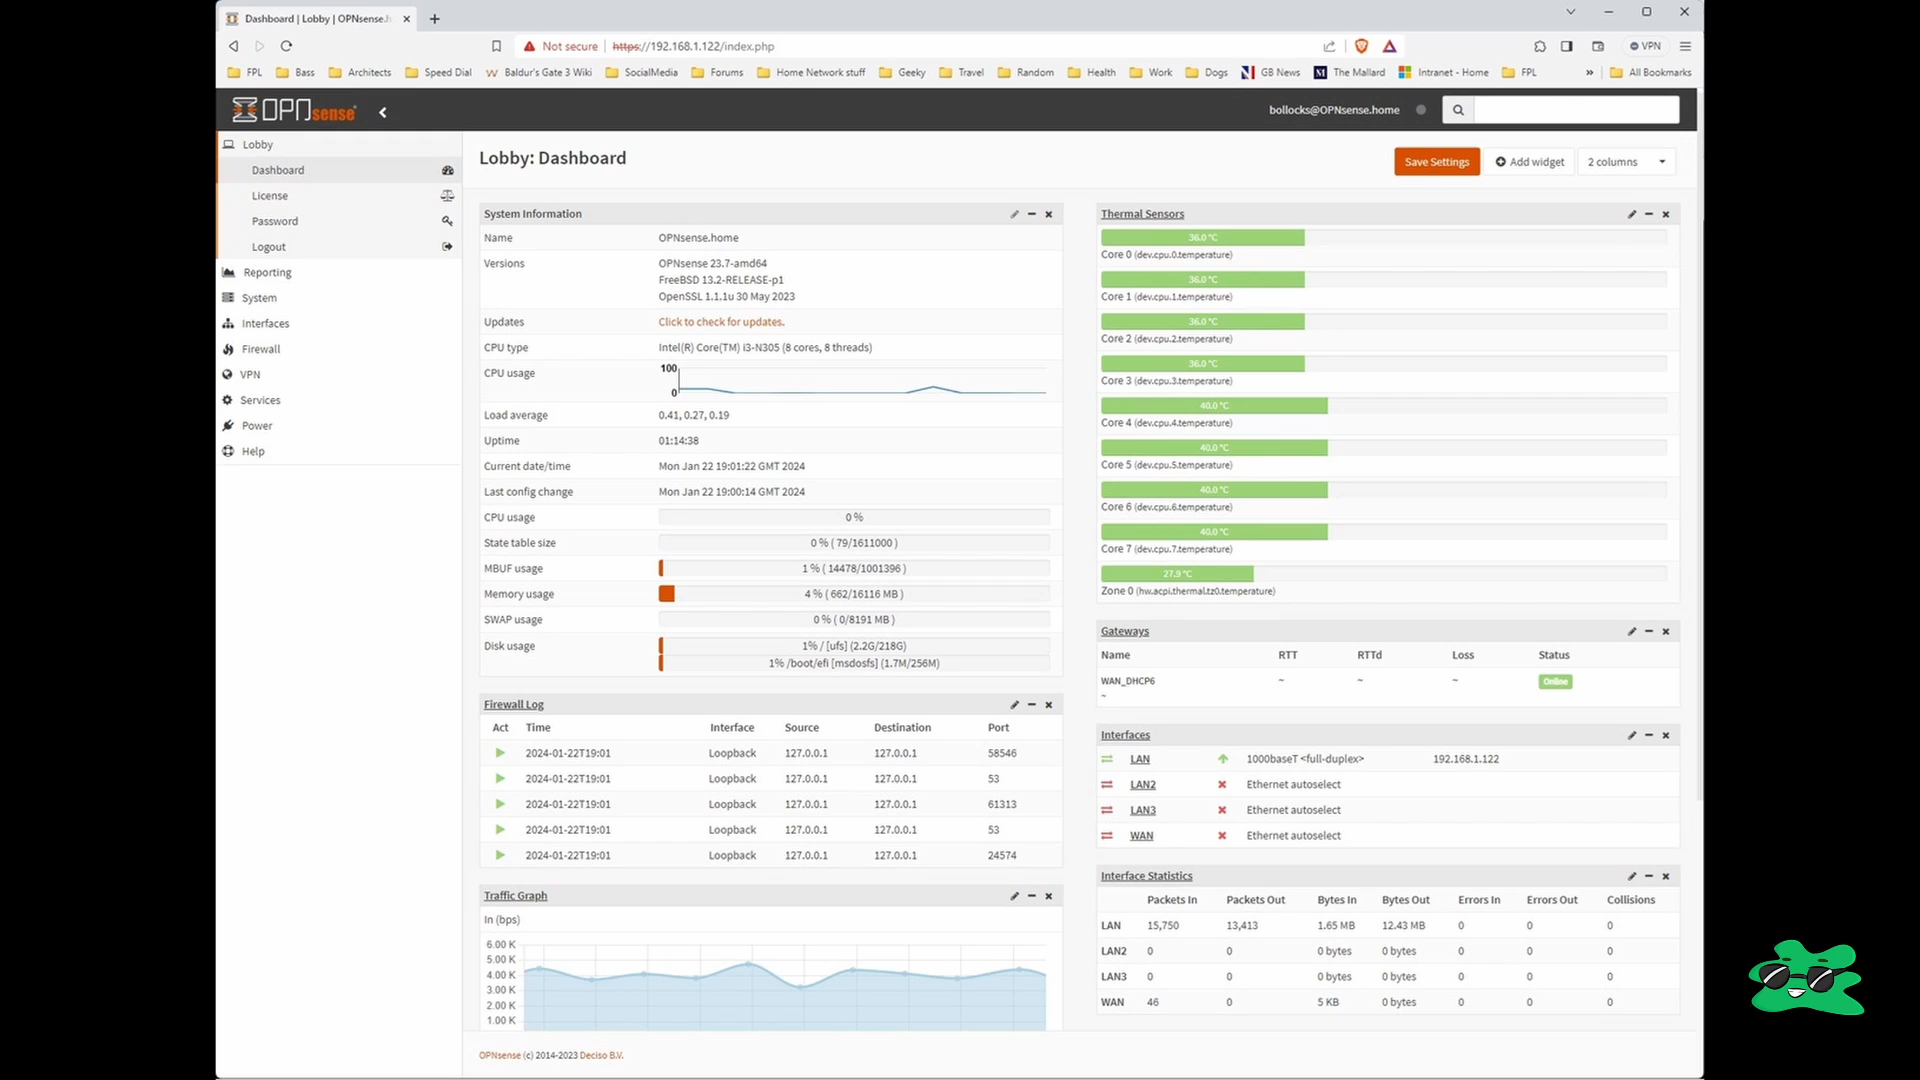 Dashboard | Lobby | OPNsense.h
Not secure https://192.168.1.122/index.php
VPN
FPL Bass Architects Speed Dial Baldur's Gate 3 Wiki SocialMedia Forums Home Network stuff Geeky Travel Random Health Work Dogs GB News The Mallard Intranet - Home FPL » All Bookmarks
OPNsense
bollocks@OPNsense.home
Lobby
Dashboard
License
Password
Logout
Reporting
System
Interfaces
Firewall
VPN
Services
Power
Help
Lobby: Dashboard
Save Settings
Add widget
2 columns
System Information
Name OPNsense.home
Versions OPNsense 23.7-amd64
FreeBSD 13.2-RELEASE-p1
OpenSSL 1.1.1u 30 May 2023
Updates Click to check for updates.
CPU type Intel(R) Core(TM) i3-N305 (8 cores, 8 threads)
CPU usage 100
0
Load average 0.41, 0.27, 0.19
Uptime 01:14:38
Current date/time Mon Jan 22 19:01:22 GMT 2024
Last config change Mon Jan 22 19:00:14 GMT 2024
CPU usage 0 %
State table size 0 % ( 79/1611000 )
MBUF usage 1 % ( 14478/1001396 )
Memory usage 4 % ( 662/16116 MB )
SWAP usage 0 % ( 0/8191 MB )
Disk usage 1% / [ufs] (2.2G/218G)
1% /boot/efi [msdosfs] (1.7M/256M)
Firewall Log
Act Time Interface Source Destination Port
2024-01-22T19:01 Loopback 127.0.0.1 127.0.0.1 58546
2024-01-22T19:01 Loopback 127.0.0.1 127.0.0.1 53
2024-01-22T19:01 Loopback 127.0.0.1 127.0.0.1 61313
2024-01-22T19:01 Loopback 127.0.0.1 127.0.0.1 53
2024-01-22T19:01 Loopback 127.0.0.1 127.0.0.1 24574
Traffic Graph
In (bps)
6.00 K
5.00 K
4.00 K
3.00 K
2.00 K
1.00 K
Thermal Sensors
36.0 °C
Core 0 (dev.cpu.0.temperature)
36.0 °C
Core 1 (dev.cpu.1.temperature)
36.0 °C
Core 2 (dev.cpu.2.temperature)
36.0 °C
Core 3 (dev.cpu.3.temperature)
40.0 °C
Core 4 (dev.cpu.4.temperature)
40.0 °C
Core 5 (dev.cpu.5.temperature)
40.0 °C
Core 6 (dev.cpu.6.temperature)
40.0 °C
Core 7 (dev.cpu.7.temperature)
27.9 °C
Zone 0 (hw.acpi.thermal.tz0.temperature)
Gateways
Name RTT RTTd Loss Status
WAN_DHCP6 ~ ~ ~ Online
~
Interfaces
LAN 1000baseT <full-duplex> 192.168.1.122
LAN2 Ethernet autoselect
LAN3 Ethernet autoselect
WAN Ethernet autoselect
Interface Statistics
Packets In Packets Out Bytes In Bytes Out Errors In Errors Out Collisions
LAN 15,750 13,413 1.65 MB 12.43 MB 0 0 0
LAN2 0 0 0 bytes 0 bytes 0 0 0
LAN3 0 0 0 bytes 0 bytes 0 0 0
WAN 46 0 5 KB 0 bytes 0 0 0
OPNsense (c) 2014-2023 Deciso B.V.